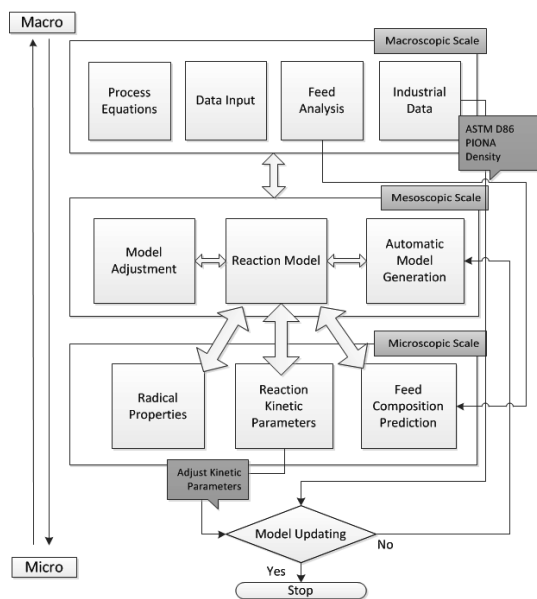 Macro
Macroscopic Scale
Process
Equations
Data Input
Feed
Analysis
Industrial
Data
ASTM D86
PIONA
Density
Mesoscopic Scale
Model
Adjustment
Reaction Model
Automatic
Model
Generation
Microscopic Scale
Radical
Properties
Reaction
Kinetic
Parameters
Feed
Composition
Prediction
Adjust Kinetic
Parameters
Model Updating
No
Yes
Stop
Micro